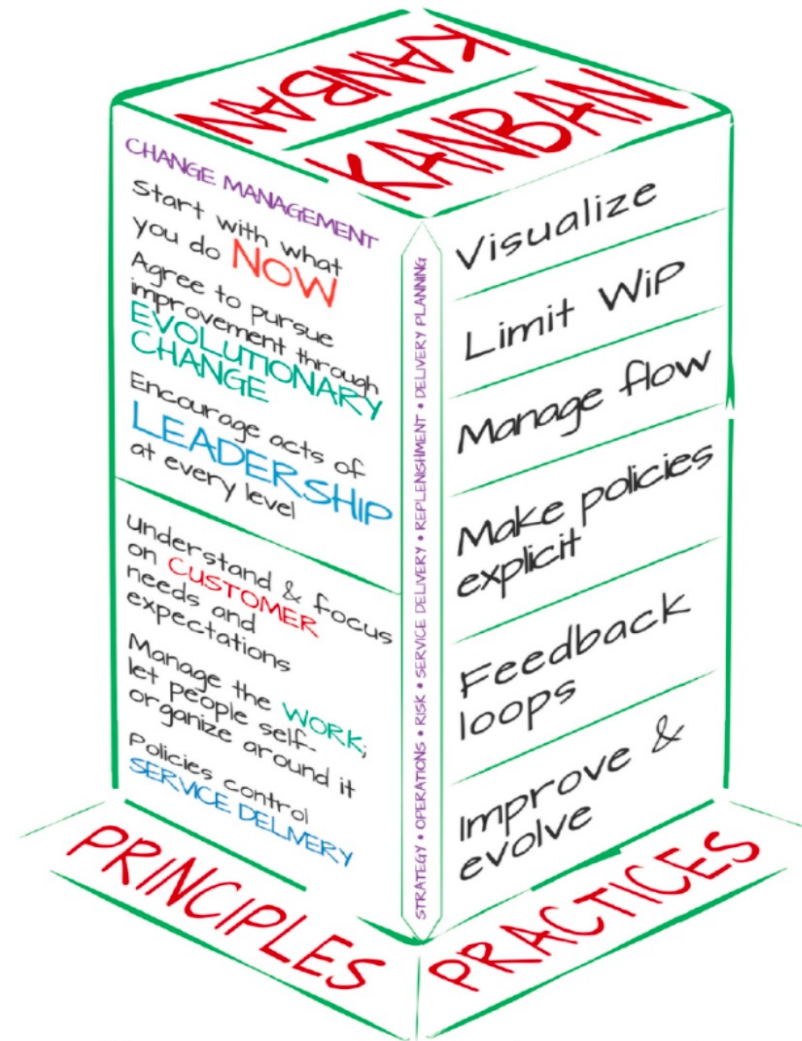 KANBAN
KANBAN
CHANGE MANAGEMENT
Start with what
you do NOW
Agree to pursue
improvement through
EVOLUTIONARY
CHANGE
Encourage acts of
LEADERSHIP
at every level
Understand & focus
on CUSTOMER
needs and
expectations
Manage the WORK;
let people self-
organize around it
Policies control
SERVICE DELIVERY
STRATEGY • OPERATIONS • RISK • SERVICE DELIVERY • REPLENISHMENT • DELIVERY PLANNING
Visualize
Limit WiP
Manage flow
Make policies
explicit
Feedback
loops
Improve &
evolve
PRINCIPLES
PRACTICES